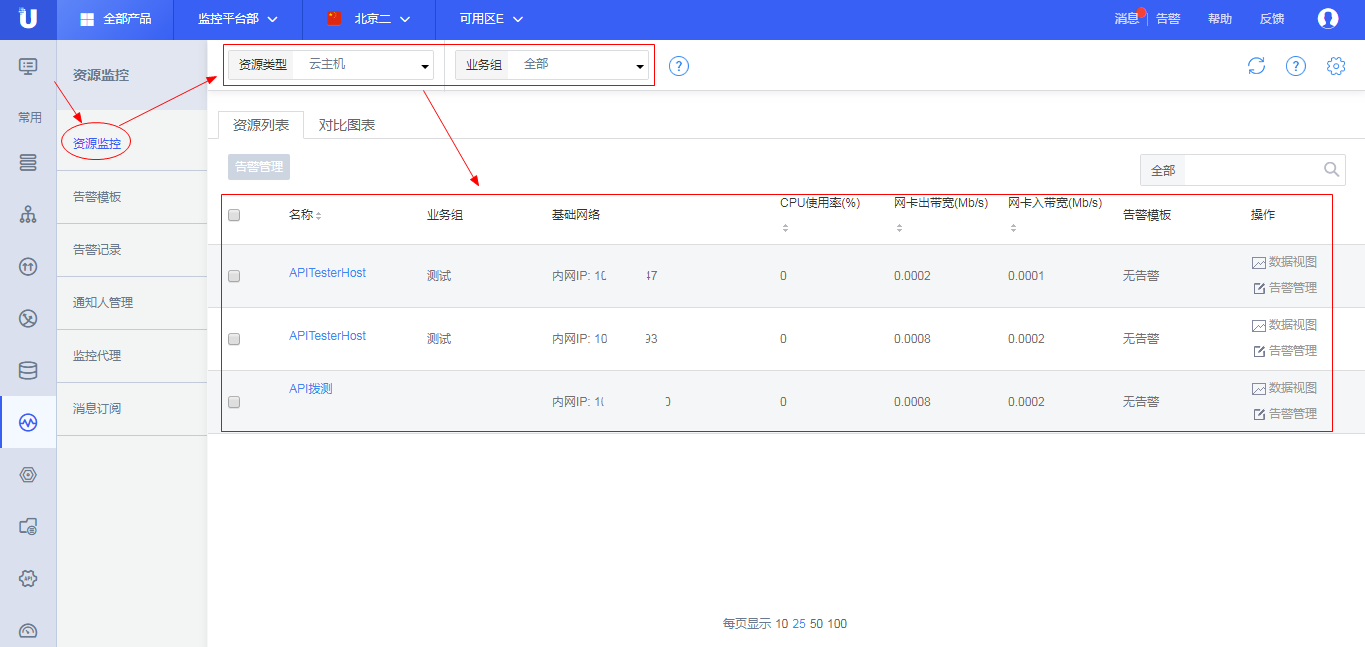 全部产品 监控平台部 北京二 可用区E 消息 告警 帮助 反馈
资源监控
常用
资源监控
告警模板
告警记录
通知人管理
监控代理
消息订阅
资源类型 云主机 业务组 全部
资源列表 对比图表
告警管理 全部
名称 业务组 基础网络 CPU使用率(%) 网卡出带宽(Mb/s) 网卡入带宽(Mb/s) 告警模板 操作
APITesterHost 测试 内网IP: 10 47 0 0.0002 0.0001 无告警 数据视图
告警管理
APITesterHost 测试 内网IP: 10 93 0 0.0008 0.0002 无告警 数据视图
告警管理
API拨测 内网IP: 10 0 0 0.0008 0.0002 无告警 数据视图
告警管理
每页显示 10 25 50 100